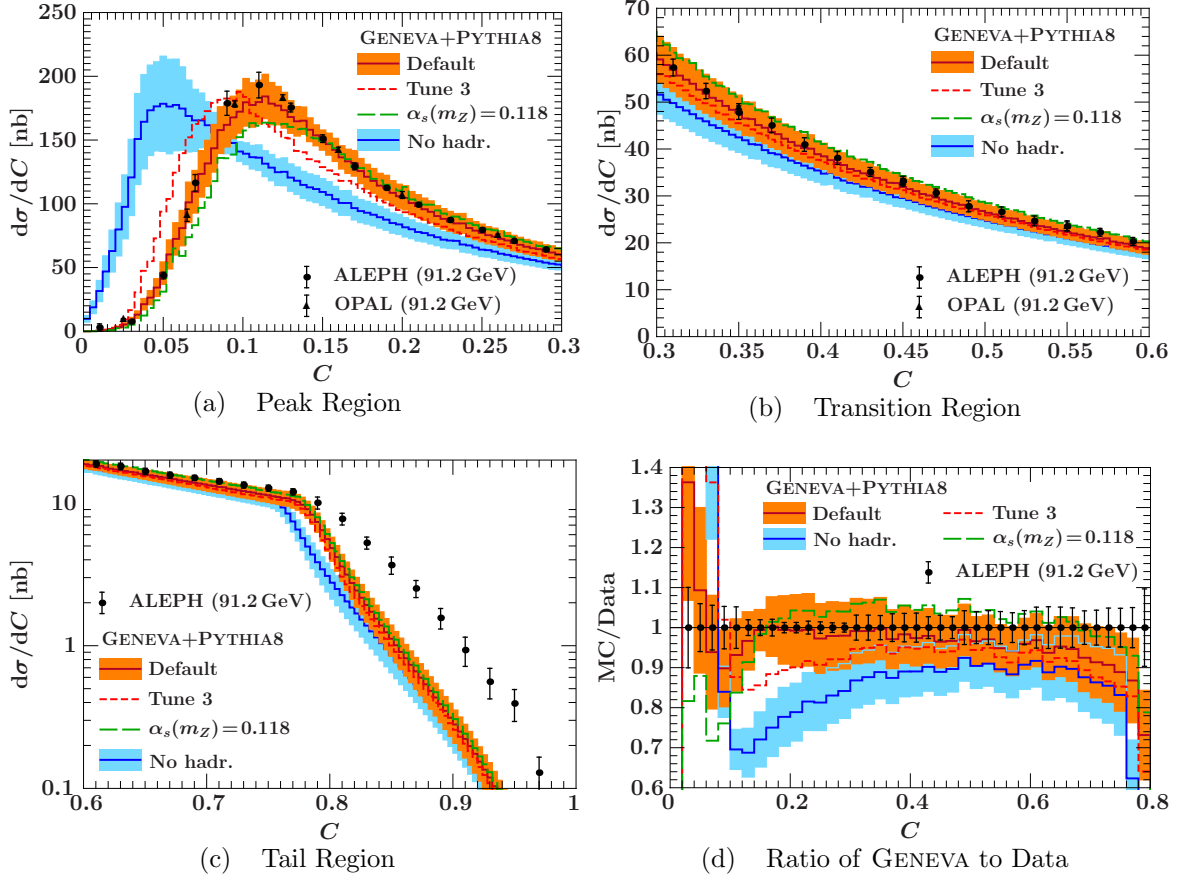 250
200
150
100
50
0
dσ/dC [nb]
GENEVA+PYTHIA8
Default
Tune 3
αs(mZ)=0.118
No hadr.
ALEPH (91.2 GeV)
OPAL (91.2 GeV)
0 0.05 0.1 0.15 0.2 0.25 0.3
C
(a) Peak Region
70
60
50
40
30
20
10
0
dσ/dC [nb]
GENEVA+PYTHIA8
Default
Tune 3
αs(mZ)=0.118
No hadr.
ALEPH (91.2 GeV)
OPAL (91.2 GeV)
0.3 0.35 0.4 0.45 0.5 0.55 0.6
C
(b) Transition Region
10
1
0.1
dσ/dC [nb]
ALEPH (91.2 GeV)
GENEVA+PYTHIA8
Default
Tune 3
αs(mZ)=0.118
No hadr.
0.6 0.7 0.8 0.9 1
C
(c) Tail Region
1.4
1.3
1.2
1.1
1
0.9
0.8
0.7
0.6
MC/Data
GENEVA+PYTHIA8
Default Tune 3
No hadr. αs(mZ)=0.118
ALEPH (91.2 GeV)
0 0.2 0.4 0.6 0.8
C
(d) Ratio of GENEVA to Data